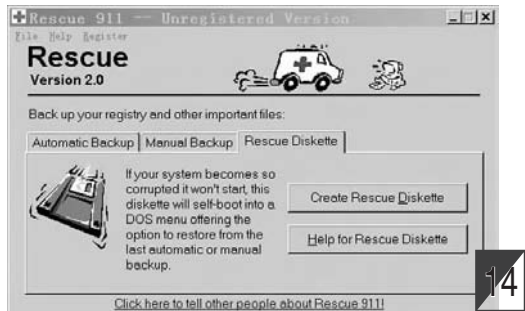 Rescue 911 -- Unregistered Version
File Help Register
Rescue
Version 2.0
Back up your registry and other important files:
Automatic Backup Manual Backup Rescue Diskette
If your system becomes so
corrupted it won't start, this
diskette will self-boot into a
DOS menu offering the
option to restore from the
last automatic or manual
backup.
Create Rescue Diskette
Help for Rescue Diskette
Click here to tell other people about Rescue 911!
14